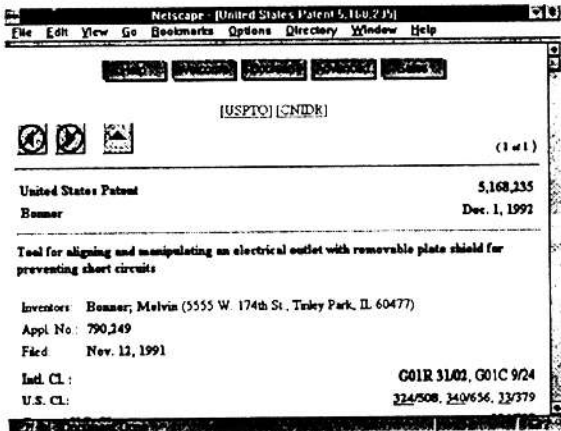 Netscape - [United States Patent 5,168,235]
File Edit View Go Bookmarks Options Directory Window Help
[USPTO] [CNIDR]
(1 of 1)
United States Patent 5,168,235
Bonner Dec. 1, 1992
Tool for aligning and manipulating an electrical outlet with removable plate shield for
preventing short circuits
Inventors: Bonner; Melvin (5555 W. 174th St., Tinley Park, IL 60477)
Appl. No.: 790,249
Filed: Nov. 12, 1991
Intl. Cl.: G01R 31/02, G01C 9/24
U.S. Cl.: 324/508, 340/656, 33/379